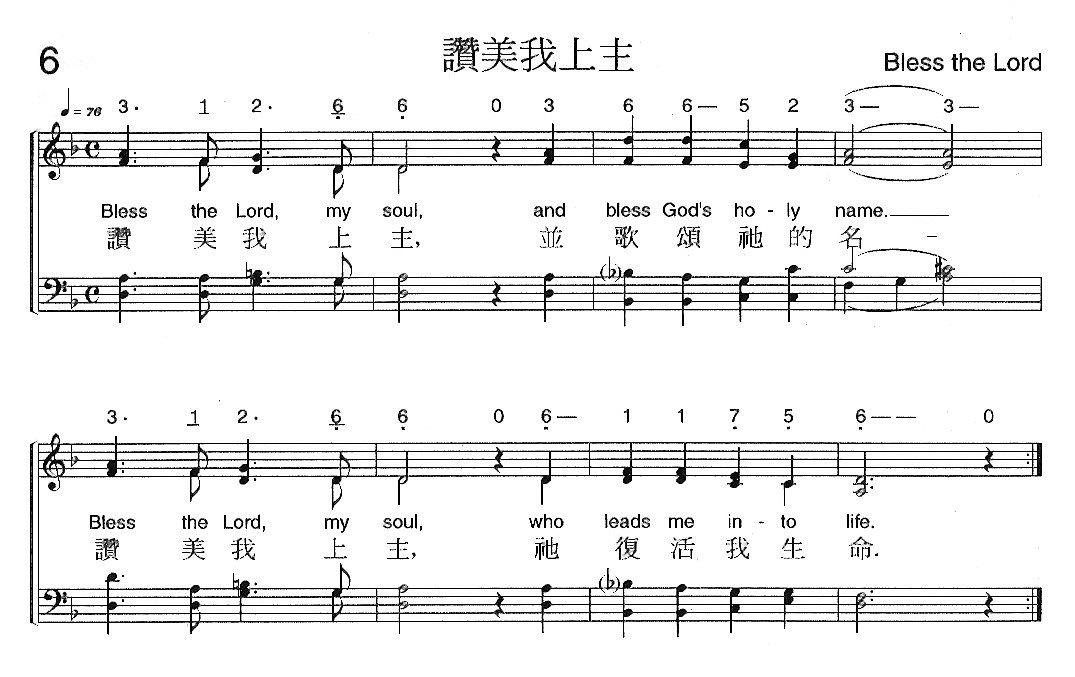 6 讚美我上主 Bless the Lord
♩= 76 3· 1 2· 6 6 0 3 6 6— 5 2 3— 3—
Bless the Lord, my soul, and bless God's ho - ly name.
讚 美 我 上 主, 並 歌 頌 祂 的 名 -
3· 1 2· 6 6 0 6— 1 1 7 5 6—— 0
Bless the Lord, my soul, who leads me in - to life.
讚 美 我 上 主, 祂 復 活 我 生 命.